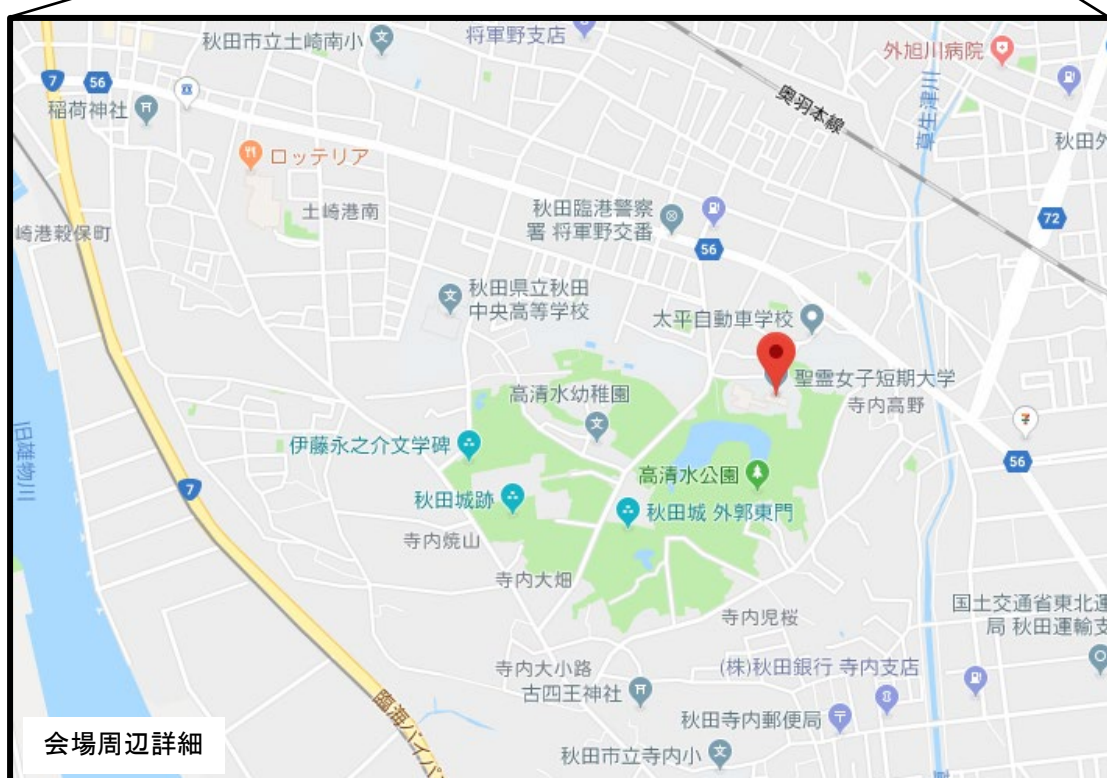 秋田市立土崎南小
将軍野支店
外旭川病院
7
56
稲荷神社
奥羽本線
草生津川
秋田外
ロッテリア
土崎港南
秋田臨港警察
署 将軍野交番
72
崎港穀保町
56
秋田県立秋田
中央高等学校
太平自動車学校
聖霊女子短期大学
寺内高野
高清水幼稚園
旧雄物川
伊藤永之介文学碑
高清水公園
56
7
秋田城跡
秋田城 外郭東門
寺内焼山
寺内大畑
寺内児桜
国土交通省東北運
局 秋田運輸支
寺内大小路
(株)秋田銀行 寺内支店
古四王神社
臨海バイパ
秋田寺内郵便局
会場周辺詳細
秋田市立寺内小